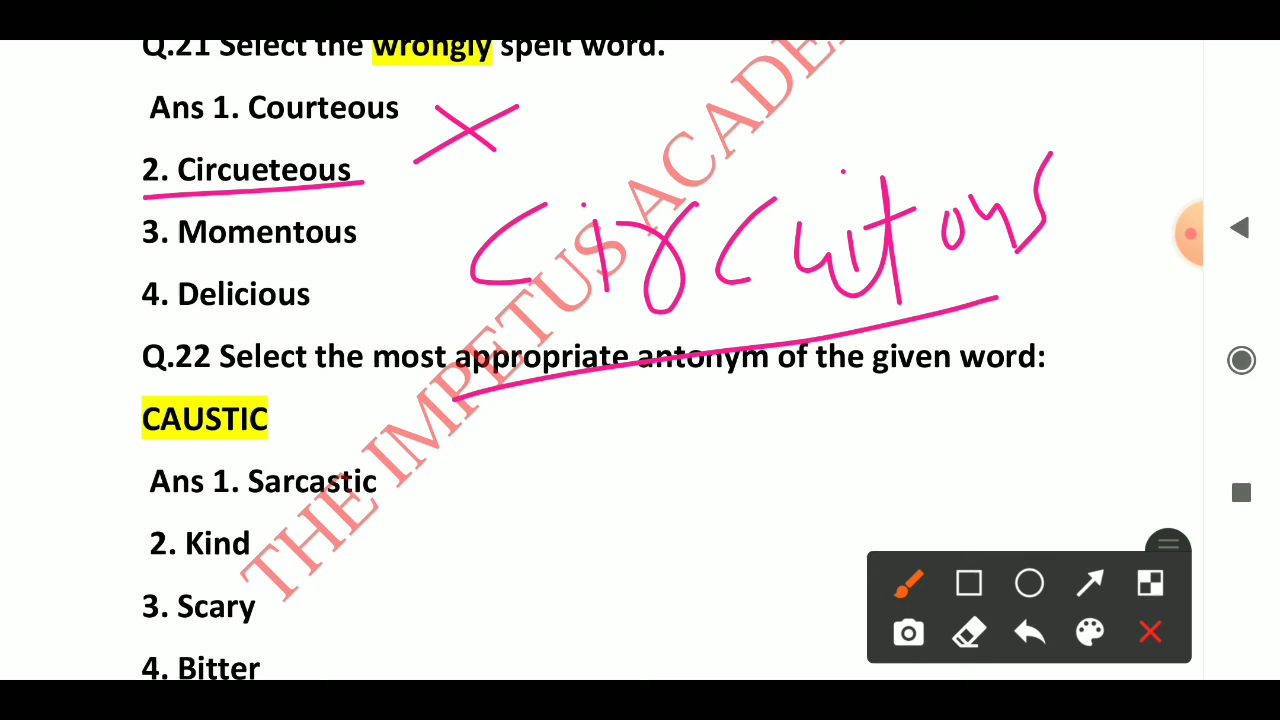 Q.21 Select the wrongly spelt word.
Ans 1. Courteous
2. Circueteous
3. Momentous
circuitous
4. Delicious
Q.22 Select the most appropriate antonym of the given word:
CAUSTIC
Ans 1. Sarcastic
2. Kind
3. Scary
4. Bitter
THE IMPETUS ACADE